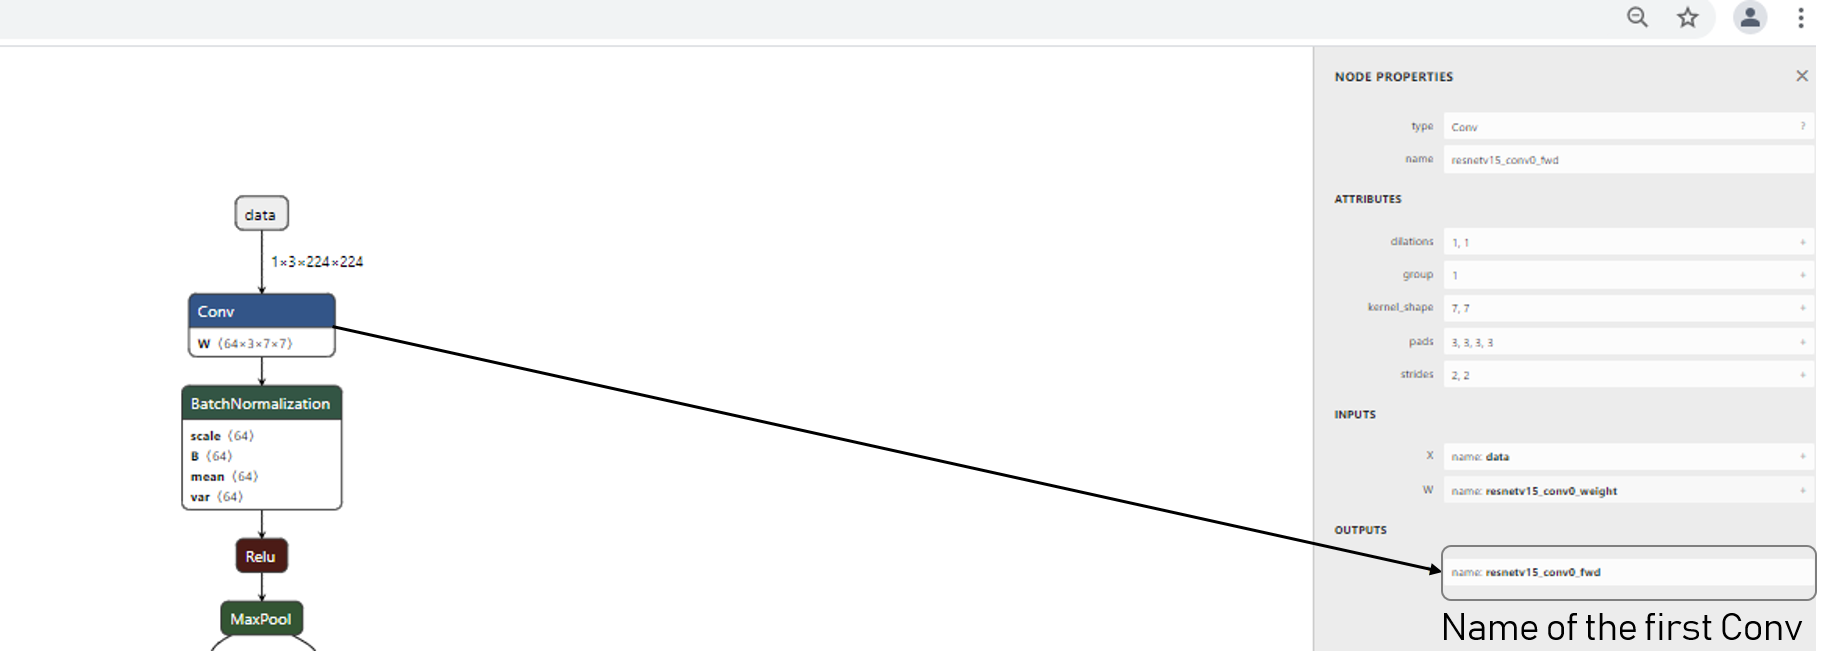 data
1×3×224×224
Conv
W ⟨64×3×7×7⟩
BatchNormalization
scale ⟨64⟩
B ⟨64⟩
mean ⟨64⟩
var ⟨64⟩
Relu
MaxPool
NODE PROPERTIES
type Conv ?
name resnetv15_conv0_fwd
ATTRIBUTES
dilations 1, 1 +
group 1 +
kernel_shape 7, 7 +
pads 3, 3, 3, 3 +
strides 2, 2 +
INPUTS
X name: data +
W name: resnetv15_conv0_weight +
OUTPUTS
name: resnetv15_conv0_fwd
Name of the first Conv